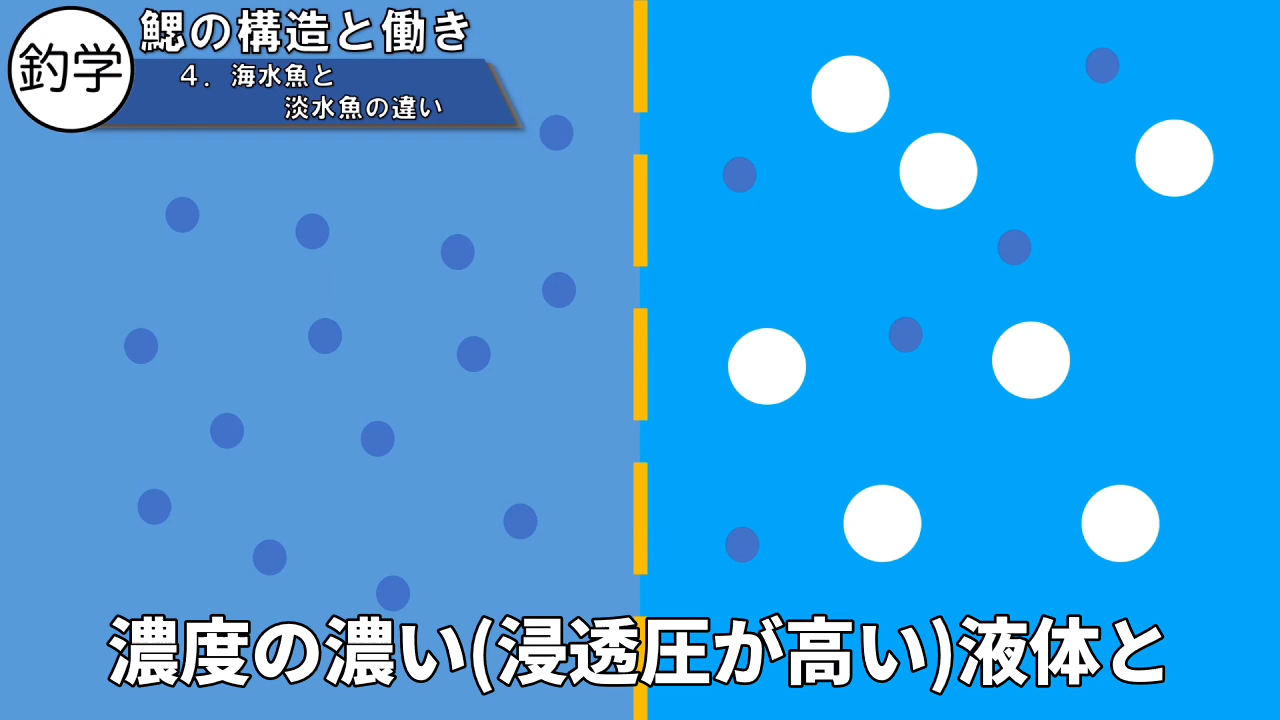 釣学
鰓の構造と働き
４．海水魚と
淡水魚の違い
濃度の濃い(浸透圧が高い)液体と